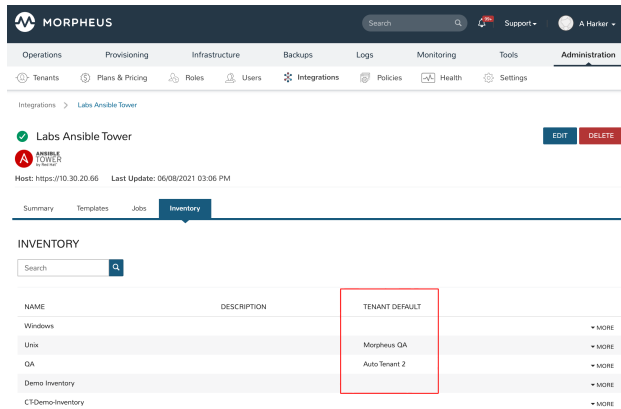 MORPHEUS
Search
99+
Support
A Harker
Operations Provisioning Infrastructure Backups Logs Monitoring Tools Administration
Tenants Plans & Pricing Roles Users Integrations Policies Health Settings
Integrations > Labs Ansible Tower
Labs Ansible Tower
EDIT DELETE
A ANSIBLE
TOWER
by Red Hat
Host: https://10.30.20.66 Last Update: 06/08/2021 03:06 PM
Summary Templates Jobs Inventory
INVENTORY
Search
NAME DESCRIPTION TENANT DEFAULT
Windows MORE
Unix Morpheus QA MORE
QA Auto Tenant 2 MORE
Demo Inventory MORE
CT-Demo-Inventory MORE